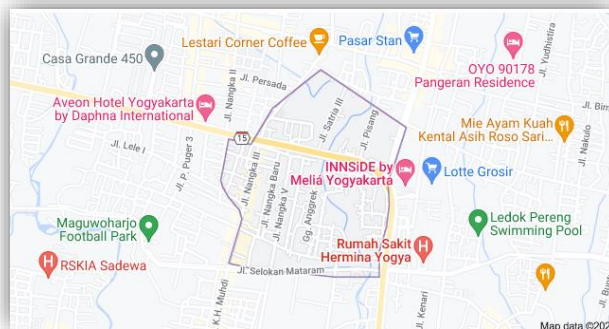 Lestari Corner Coffee
Pasar Stan
Jl. Yudhistira
Casa Grande 450
OYO 90178
Pangeran Residence
Jl. Nangka II
Jl. Persada
Aveon Hotel Yogyakarta
by Daphna International
Jl. Satria III
Jl. Pisang
Mie Ayam Kuah
Kental Asih Roso Sari...
15
Jl. Lele I
Jl. P. Puger 3
Jl. Nangka III
Jl. Nangka Baru
Jl. Nangka V
Gg. Anggrek
INNSiDE by
Meliá Yogyakarta
Lotte Grosir
Jl. Nakulo
Maguwoharjo
Football Park
Ledok Pereng
Swimming Pool
Rumah Sakit
Hermina Yogya
RSKIA Sadewa
Jl. Selokan Mataram
K.H. Muhdi
Jl. Kenari
Map data ©202